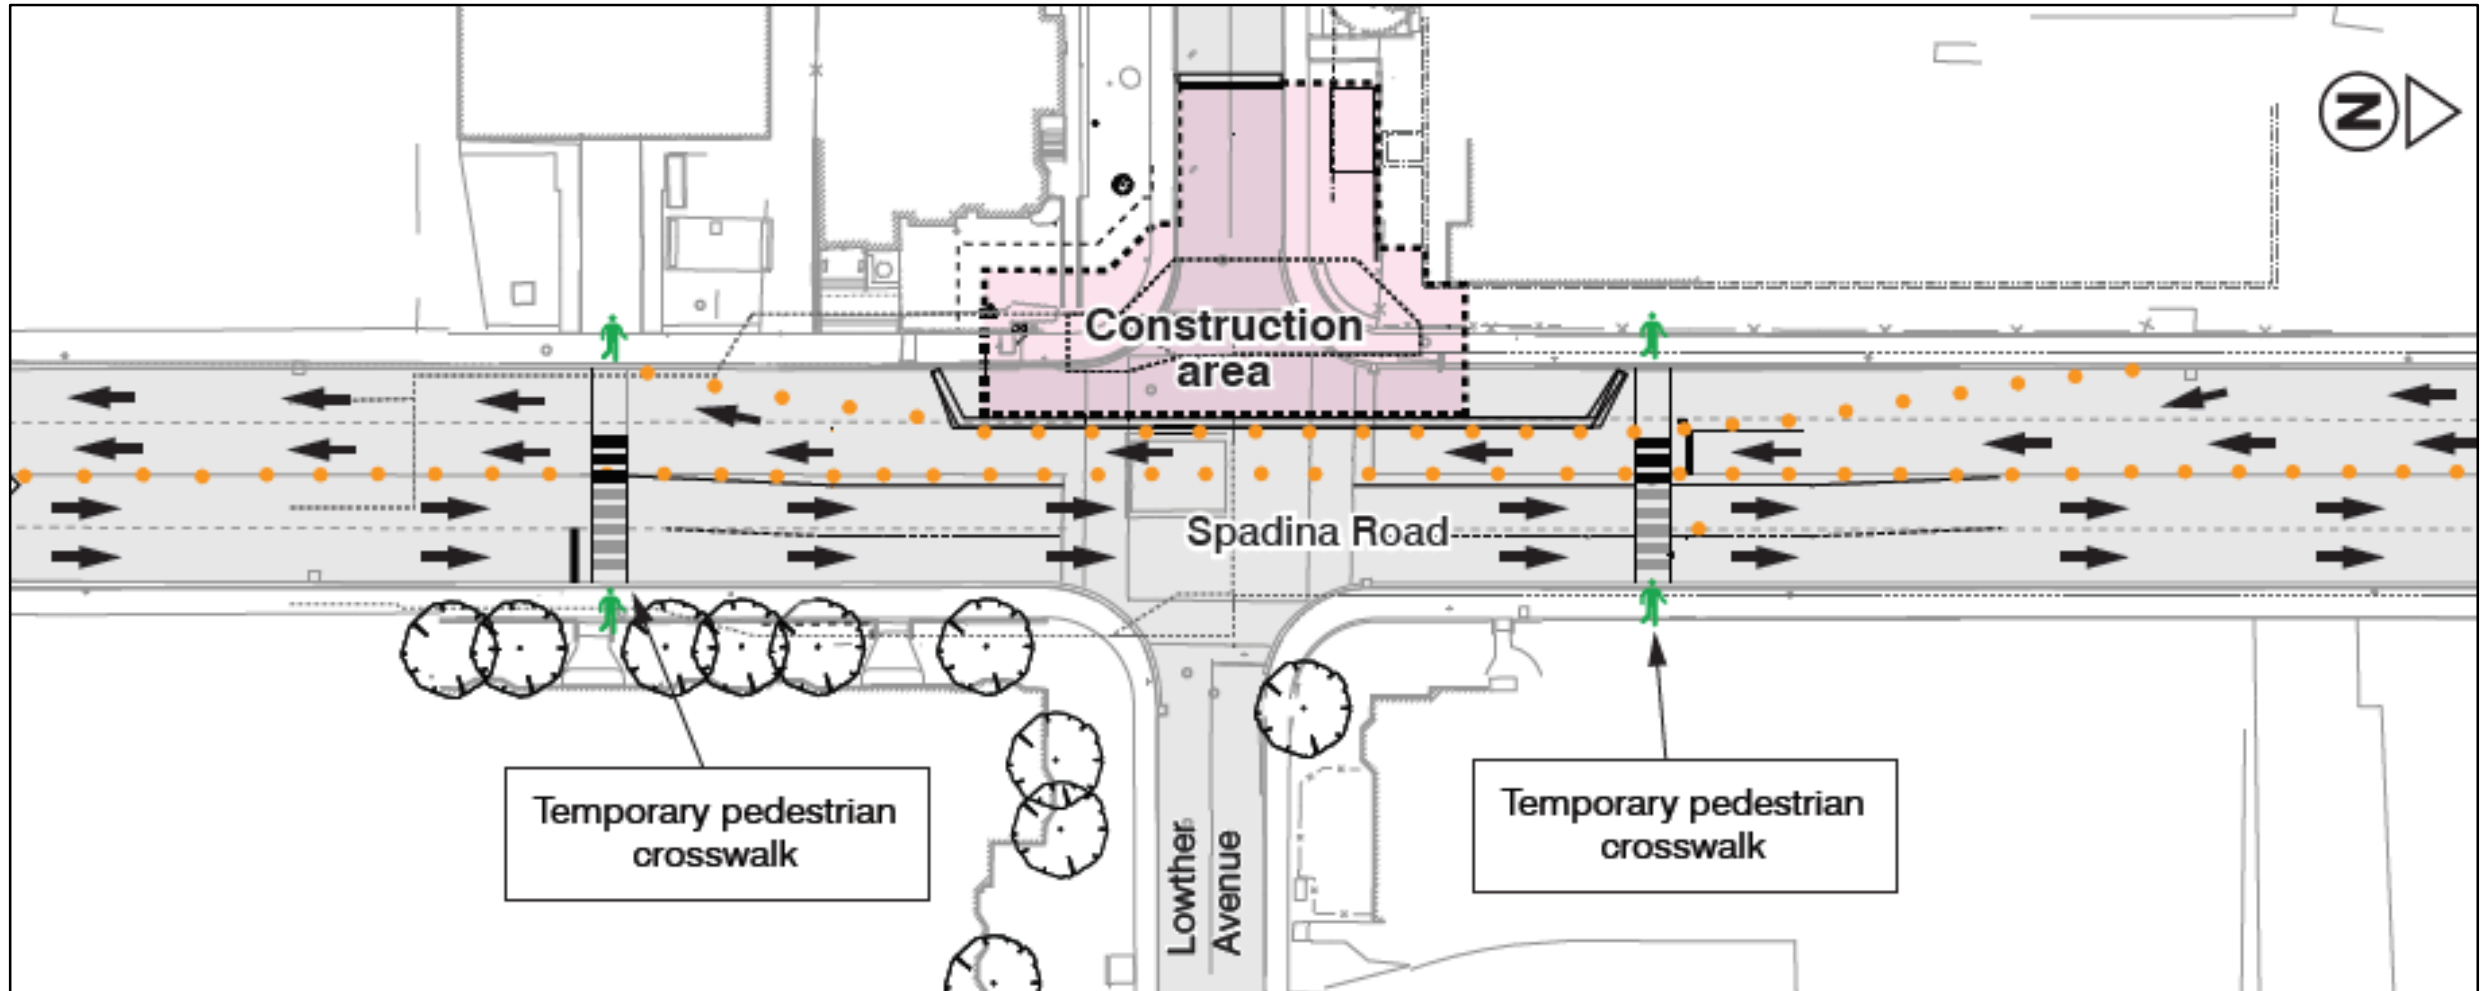 N
Construction
area
Spadina Road
Temporary pedestrian
crosswalk
Lowther
Avenue
Temporary pedestrian
crosswalk